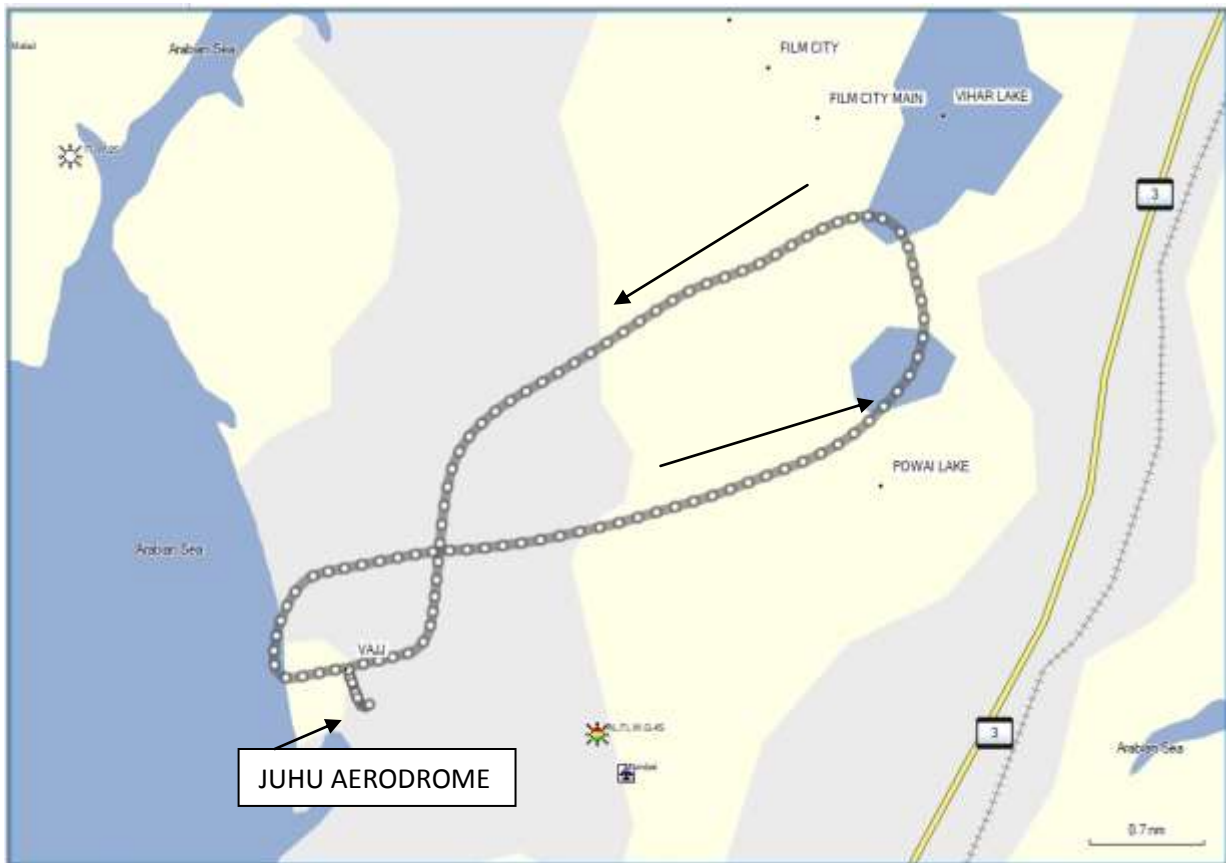 Arabian Sea
FILM CITY
FILM CITY MAIN
VIHAR LAKE
3
POWAI LAKE
Arabian Sea
VAJJ
3
Arabian Sea
JUHU AERODROME
0.7 nm